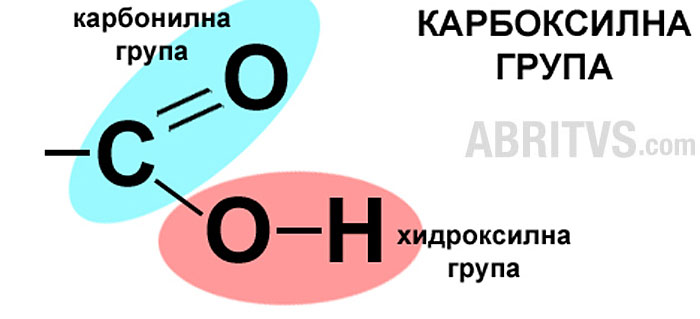 карбонилна
група
КАРБОКСИЛНА
ГРУПА
O
ABRITVS.com
C
O H
хидроксилна
група